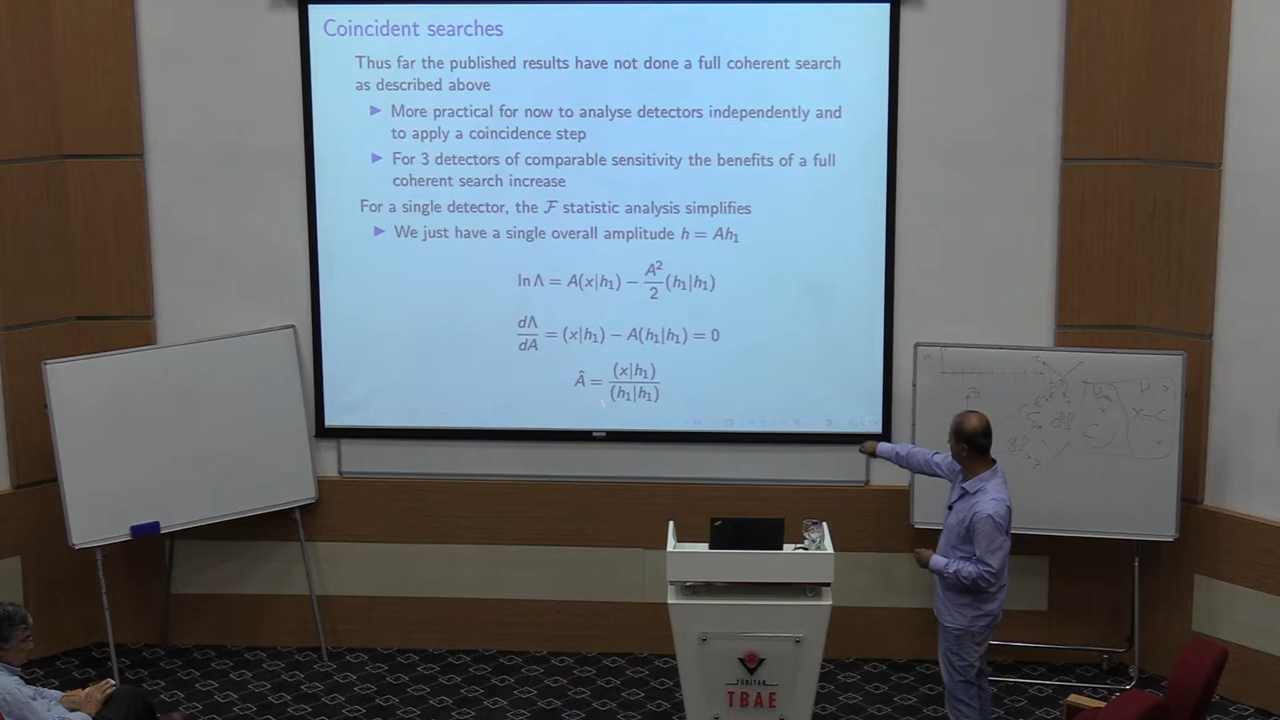 Coincident searches
Thus far the published results have not done a full coherent search
as described above
▶ More practical for now to analyse detectors independently and
to apply a coincidence step
▶ For 3 detectors of comparable sensitivity the benefits of a full
coherent search increase
For a single detector, the ℱ statistic analysis simplifies
▶ We just have a single overall amplitude h = Ah₁
ln Λ = A(x|h₁) − A²/2 (h₁|h₁)
dΛ/dA = (x|h₁) − A(h₁|h₁) = 0
Â = (x|h₁)/(h₁|h₁)
TÜBİTAK
TBAE